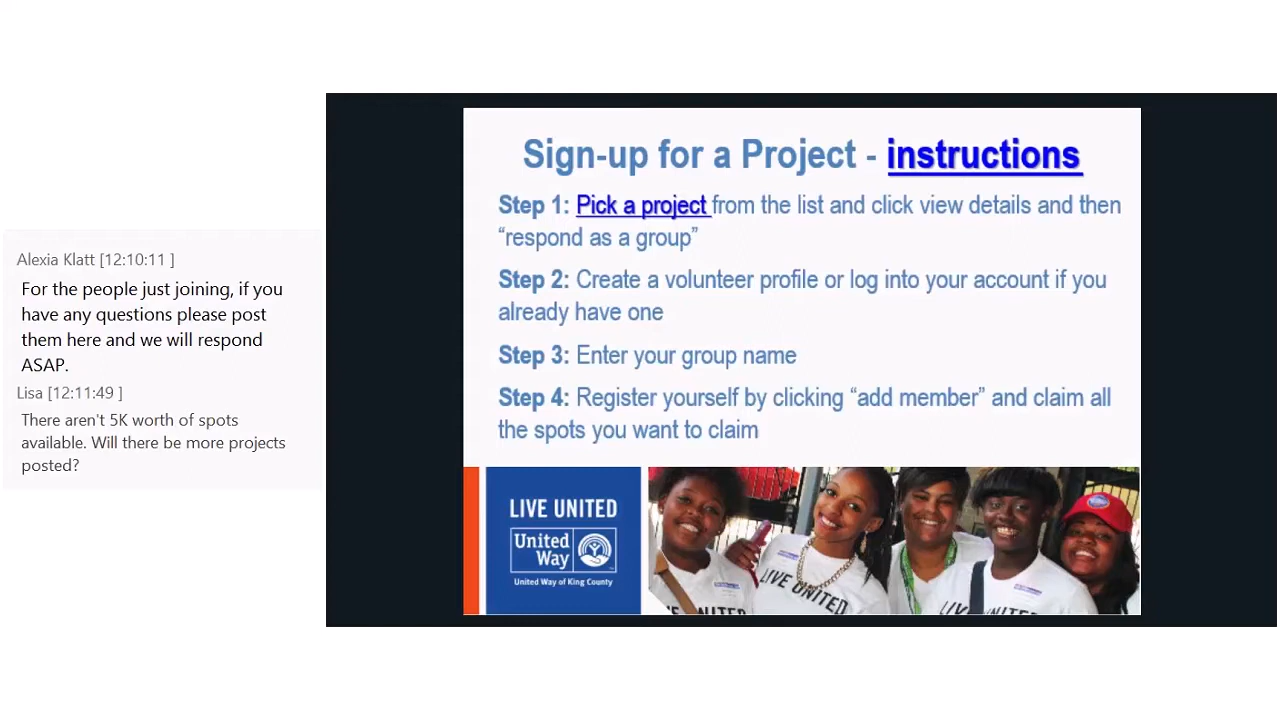 Alexia Klatt [12:10:11 ]
For the people just joining, if you
have any questions please post
them here and we will respond
ASAP.
Lisa [12:11:49 ]
There aren't 5K worth of spots
available. Will there be more projects
posted?
Sign-up for a Project - instructions
Step 1: Pick a project from the list and click view details and then
“respond as a group”
Step 2: Create a volunteer profile or log into your account if you
already have one
Step 3: Enter your group name
Step 4: Register yourself by clicking “add member” and claim all
the spots you want to claim
LIVE UNITED
United
Way
United Way of King County
LIVE UNITED